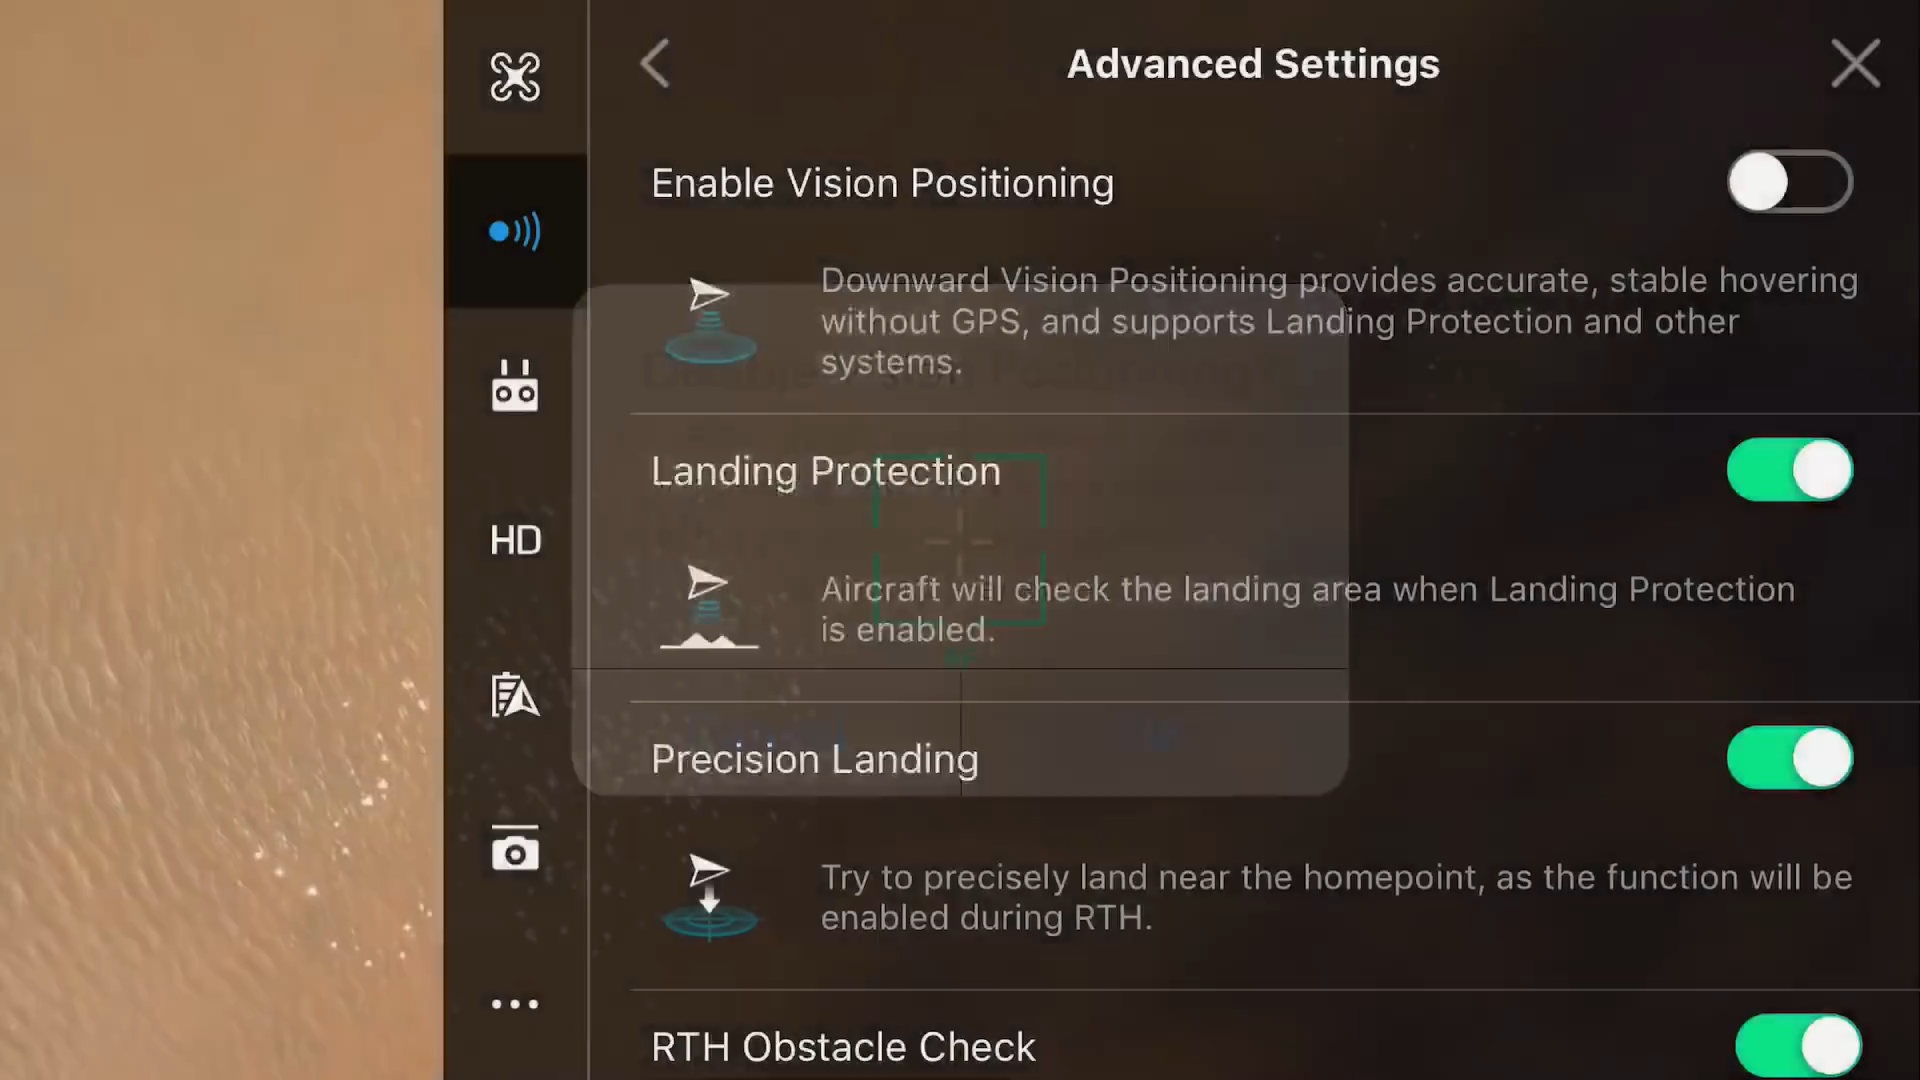 Advanced Settings
Enable Vision Positioning
Downward Vision Positioning provides accurate, stable hovering
without GPS, and supports Landing Protection and other
systems.
Landing Protection
HD
Aircraft will check the landing area when Landing Protection
is enabled.
Precision Landing
Try to precisely land near the homepoint, as the function will be
enabled during RTH.
RTH Obstacle Check